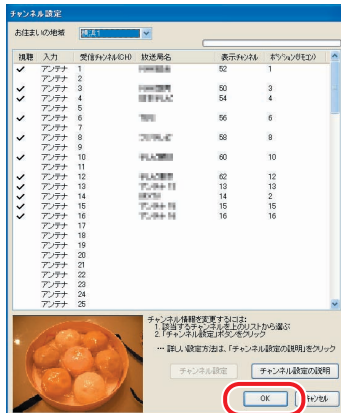 チャンネル設定
お住まいの地域 横浜1
視聴 入力 受信チャンネル(CH) 放送局名 表示チャンネル ポジション(リモコン)
✓ アンテナ 1 52 1
アンテナ 2
✓ アンテナ 3 50 3
✓ アンテナ 4 54 4
アンテナ 5
✓ アンテナ 6 56 6
アンテナ 7
✓ アンテナ 8 58 8
アンテナ 9
✓ アンテナ 10 60 10
アンテナ 11
✓ アンテナ 12 62 12
✓ アンテナ 13 13 13
✓ アンテナ 14 14 2
✓ アンテナ 15 15 15
✓ アンテナ 16 16 16
アンテナ 17
アンテナ 18
アンテナ 19
アンテナ 20
アンテナ 21
アンテナ 22
アンテナ 23
アンテナ 24
アンテナ 25
チャンネル情報を変更するには:
1. 該当するチャンネルを上のリストから選ぶ
2. 「チャンネル設定」ボタンをクリック
… 詳しい設定方法は、「チャンネル設定の説明」をクリック
チャンネル設定 チャンネル設定の説明
OK キャンセル